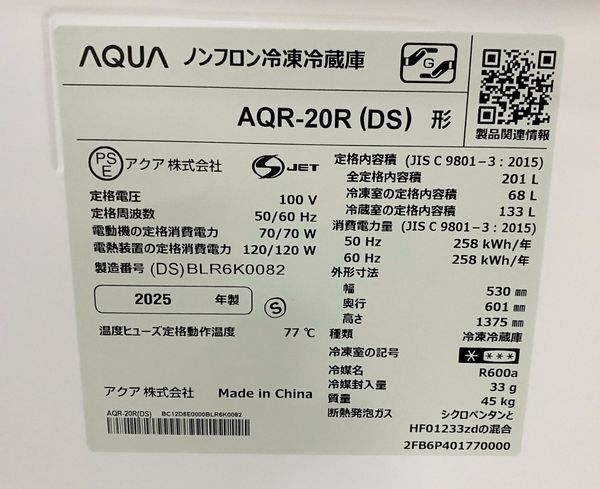 AQUA ノンフロン冷凍冷蔵庫
G
AQR-20R (DS) 形
製品関連情報
PS E アクア株式会社
S JET
定格電圧 100 V
定格周波数 50/60 Hz
電動機の定格消費電力 70/70 W
電熱装置の定格消費電力 120/120 W
製造番号 (DS)BLR6K0082
2025 年製
S
温度ヒューズ定格動作温度 77 ℃
アクア株式会社 Made in China
AQR-20R(DS) BC12D6E0000BLR6K0082
定格内容積 (JIS C 9801-3 : 2015)
全定格内容積 201 L
冷凍室の定格内容積 68 L
冷蔵室の定格内容積 133 L
消費電力量 (JIS C 9801-3 : 2015)
50 Hz 258 kWh/年
60 Hz 258 kWh/年
外形寸法
幅 530 ㎜
奥行 601 ㎜
高さ 1375 ㎜
種類 冷凍冷蔵庫
冷凍室の記号 * ***
冷媒名 R600a
冷媒封入量 33 g
質量 45 kg
断熱発泡ガス シクロペンタンと
HFO1233zdの混合
2FB6P401770000